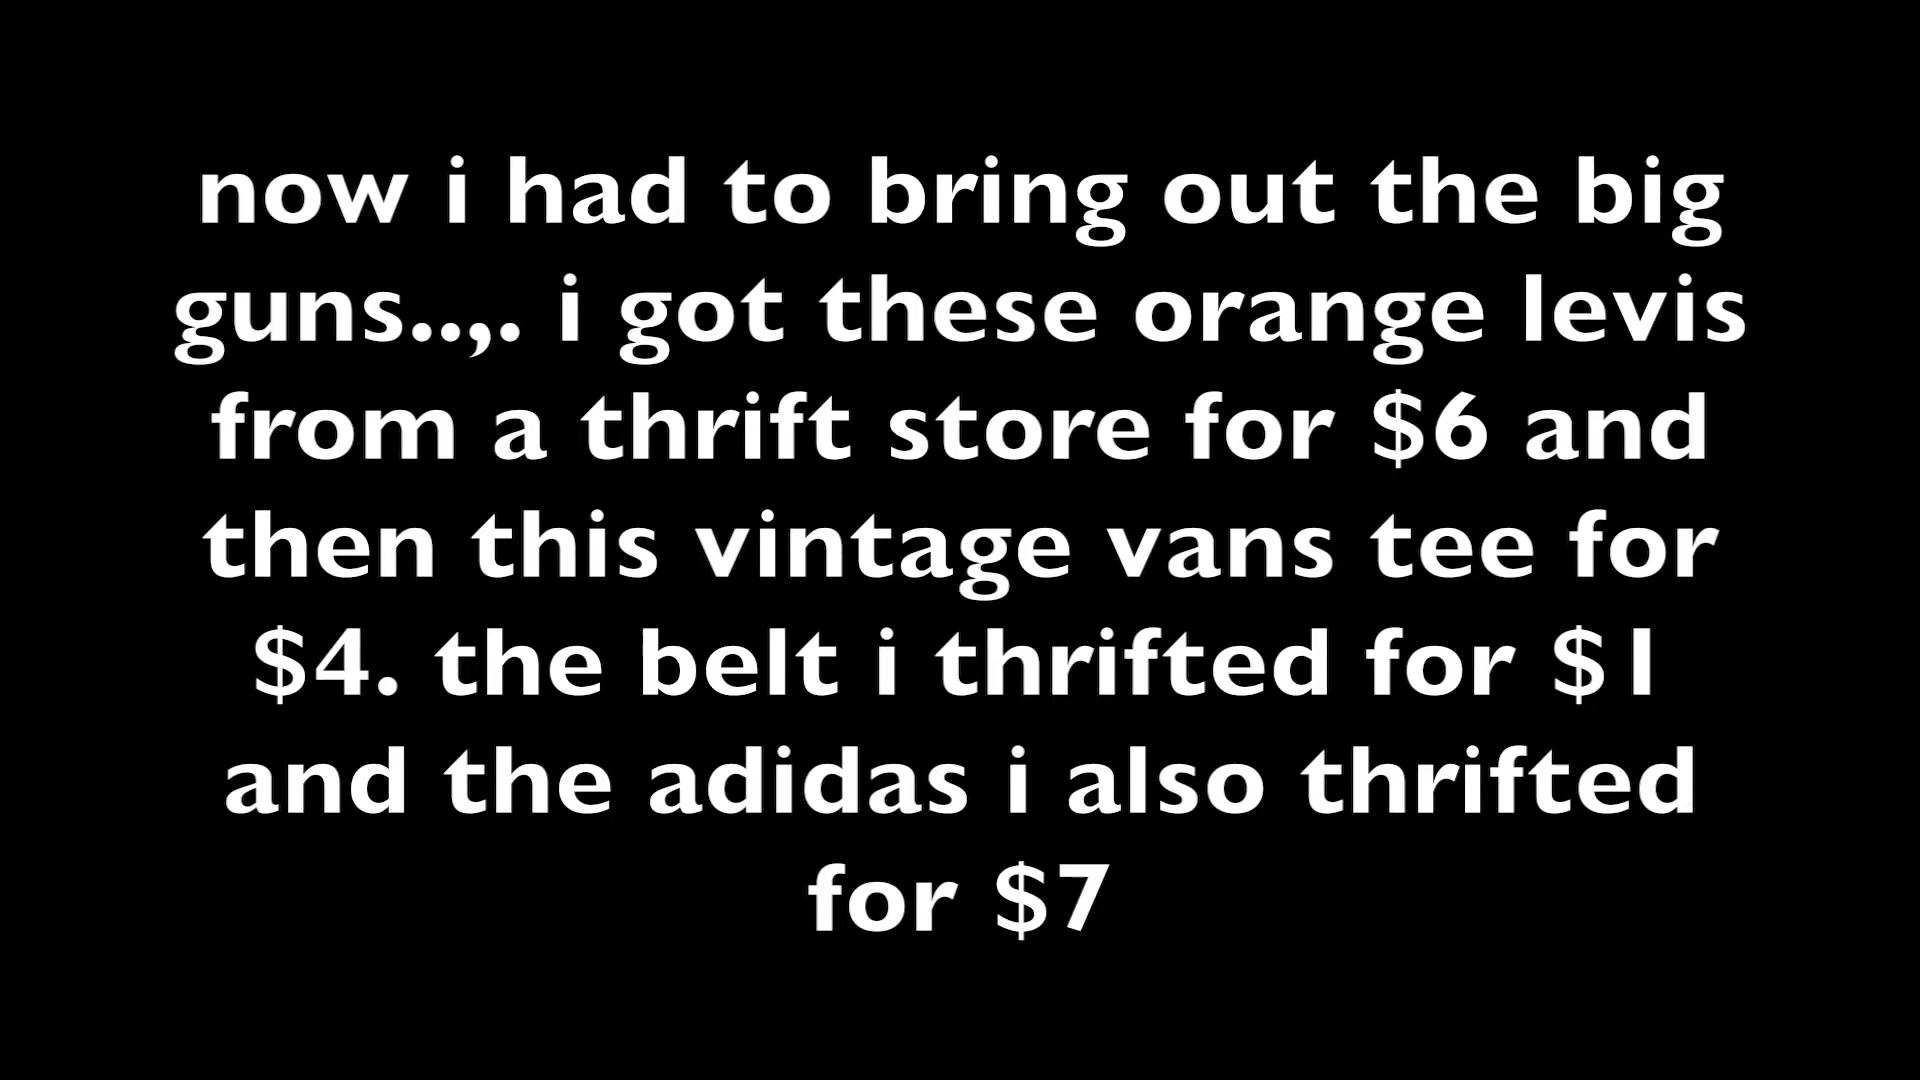 now i had to bring out the big
guns..,. i got these orange levis
from a thrift store for $6 and
then this vintage vans tee for
$4. the belt i thrifted for $1
and the adidas i also thrifted
for $7